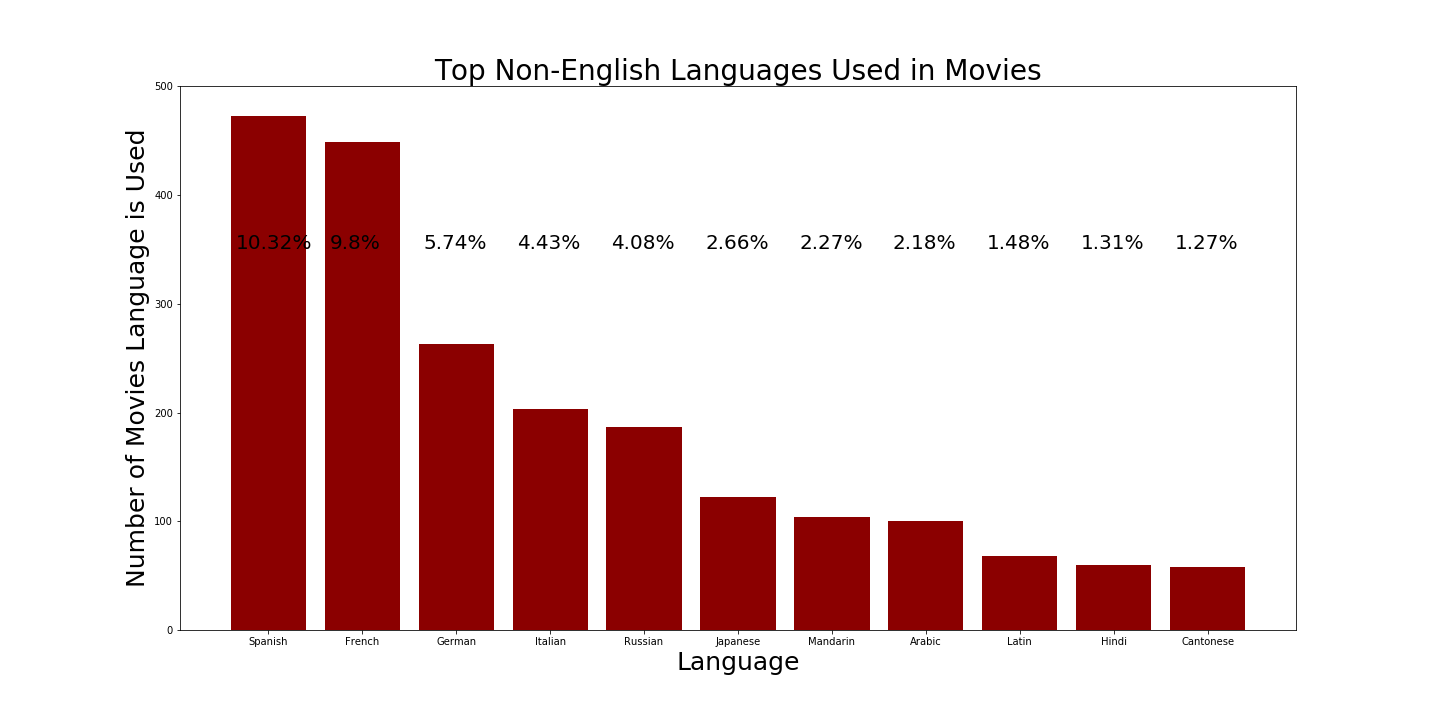 Top Non-English Languages Used in Movies
Number of Movies Language is Used
500
400
300
200
100
0
10.32% 9.8% 5.74% 4.43% 4.08% 2.66% 2.27% 2.18% 1.48% 1.31% 1.27%
Spanish French German Italian Russian Japanese Mandarin Arabic Latin Hindi Cantonese
Language